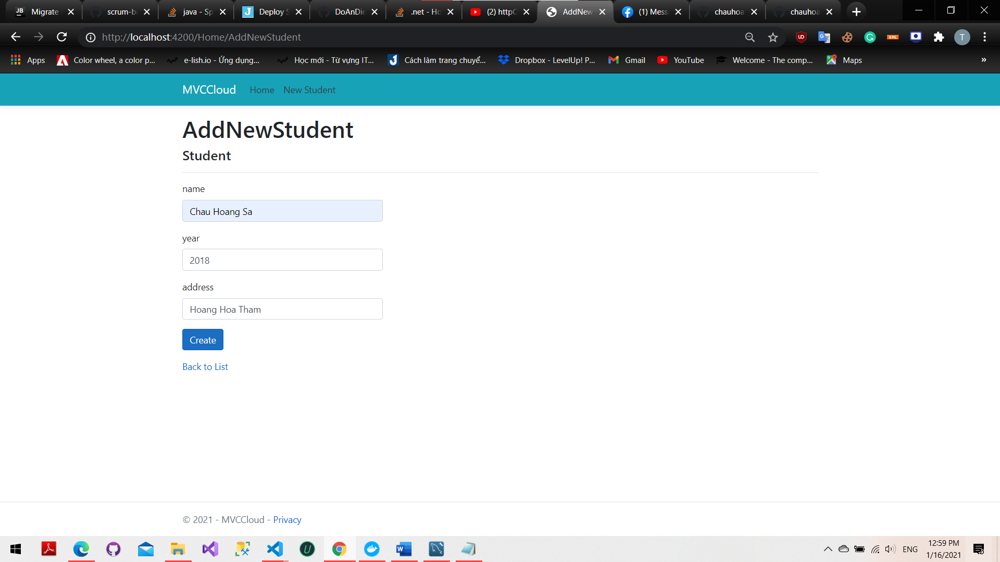 JB Migrate
scrum-b
java - Sp
J Deploy S
DoAnDie
.net - Ho
(2) httpC
AddNew
(1) Mess
chauhoa
chauhoa
http://localhost:4200/Home/AddNewStudent
T
Apps
Color wheel, a color p...
e-lish.io - Ứng dụng...
Học mới - Từ vựng IT...
Cách làm trang chuyể...
Dropbox - LevelUp! P...
Gmail
YouTube
Welcome - The comp...
Maps
»
MVCCloud Home New Student
AddNewStudent
Student
name
Chau Hoang Sa
year
2018
address
Hoang Hoa Tham
Create
Back to List
© 2021 - MVCCloud - Privacy
ENG
12:59 PM
1/16/2021